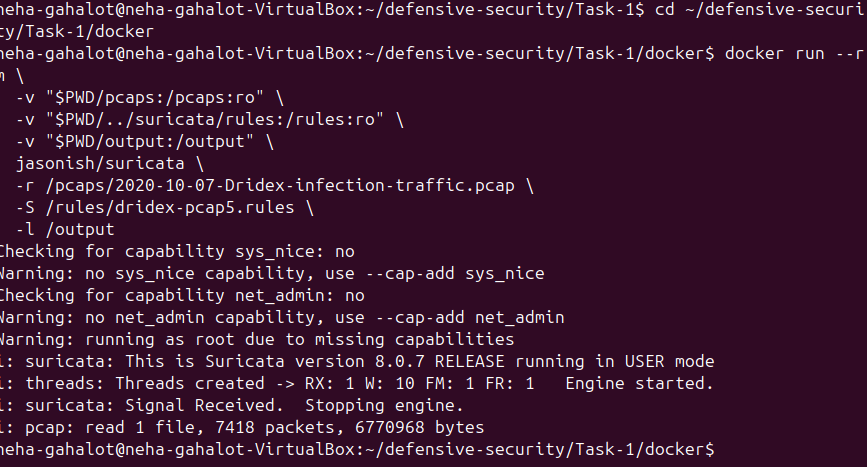 neha-gahalot@neha-gahalot-VirtualBox:~/defensive-security/Task-1$ cd ~/defensive-securi
ty/Task-1/docker
neha-gahalot@neha-gahalot-VirtualBox:~/defensive-security/Task-1/docker$ docker run --r
m \
  -v "$PWD/pcaps:/pcaps:ro" \
  -v "$PWD/../suricata/rules:/rules:ro" \
  -v "$PWD/output:/output" \
  jasonish/suricata \
  -r /pcaps/2020-10-07-Dridex-infection-traffic.pcap \
  -S /rules/dridex-pcap5.rules \
  -l /output
Checking for capability sys_nice: no
Warning: no sys_nice capability, use --cap-add sys_nice
Checking for capability net_admin: no
Warning: no net_admin capability, use --cap-add net_admin
Warning: running as root due to missing capabilities
i: suricata: This is Suricata version 8.0.7 RELEASE running in USER mode
i: threads: Threads created -> RX: 1 W: 10 FM: 1 FR: 1   Engine started.
i: suricata: Signal Received.  Stopping engine.
i: pcap: read 1 file, 7418 packets, 6770968 bytes
neha-gahalot@neha-gahalot-VirtualBox:~/defensive-security/Task-1/docker$